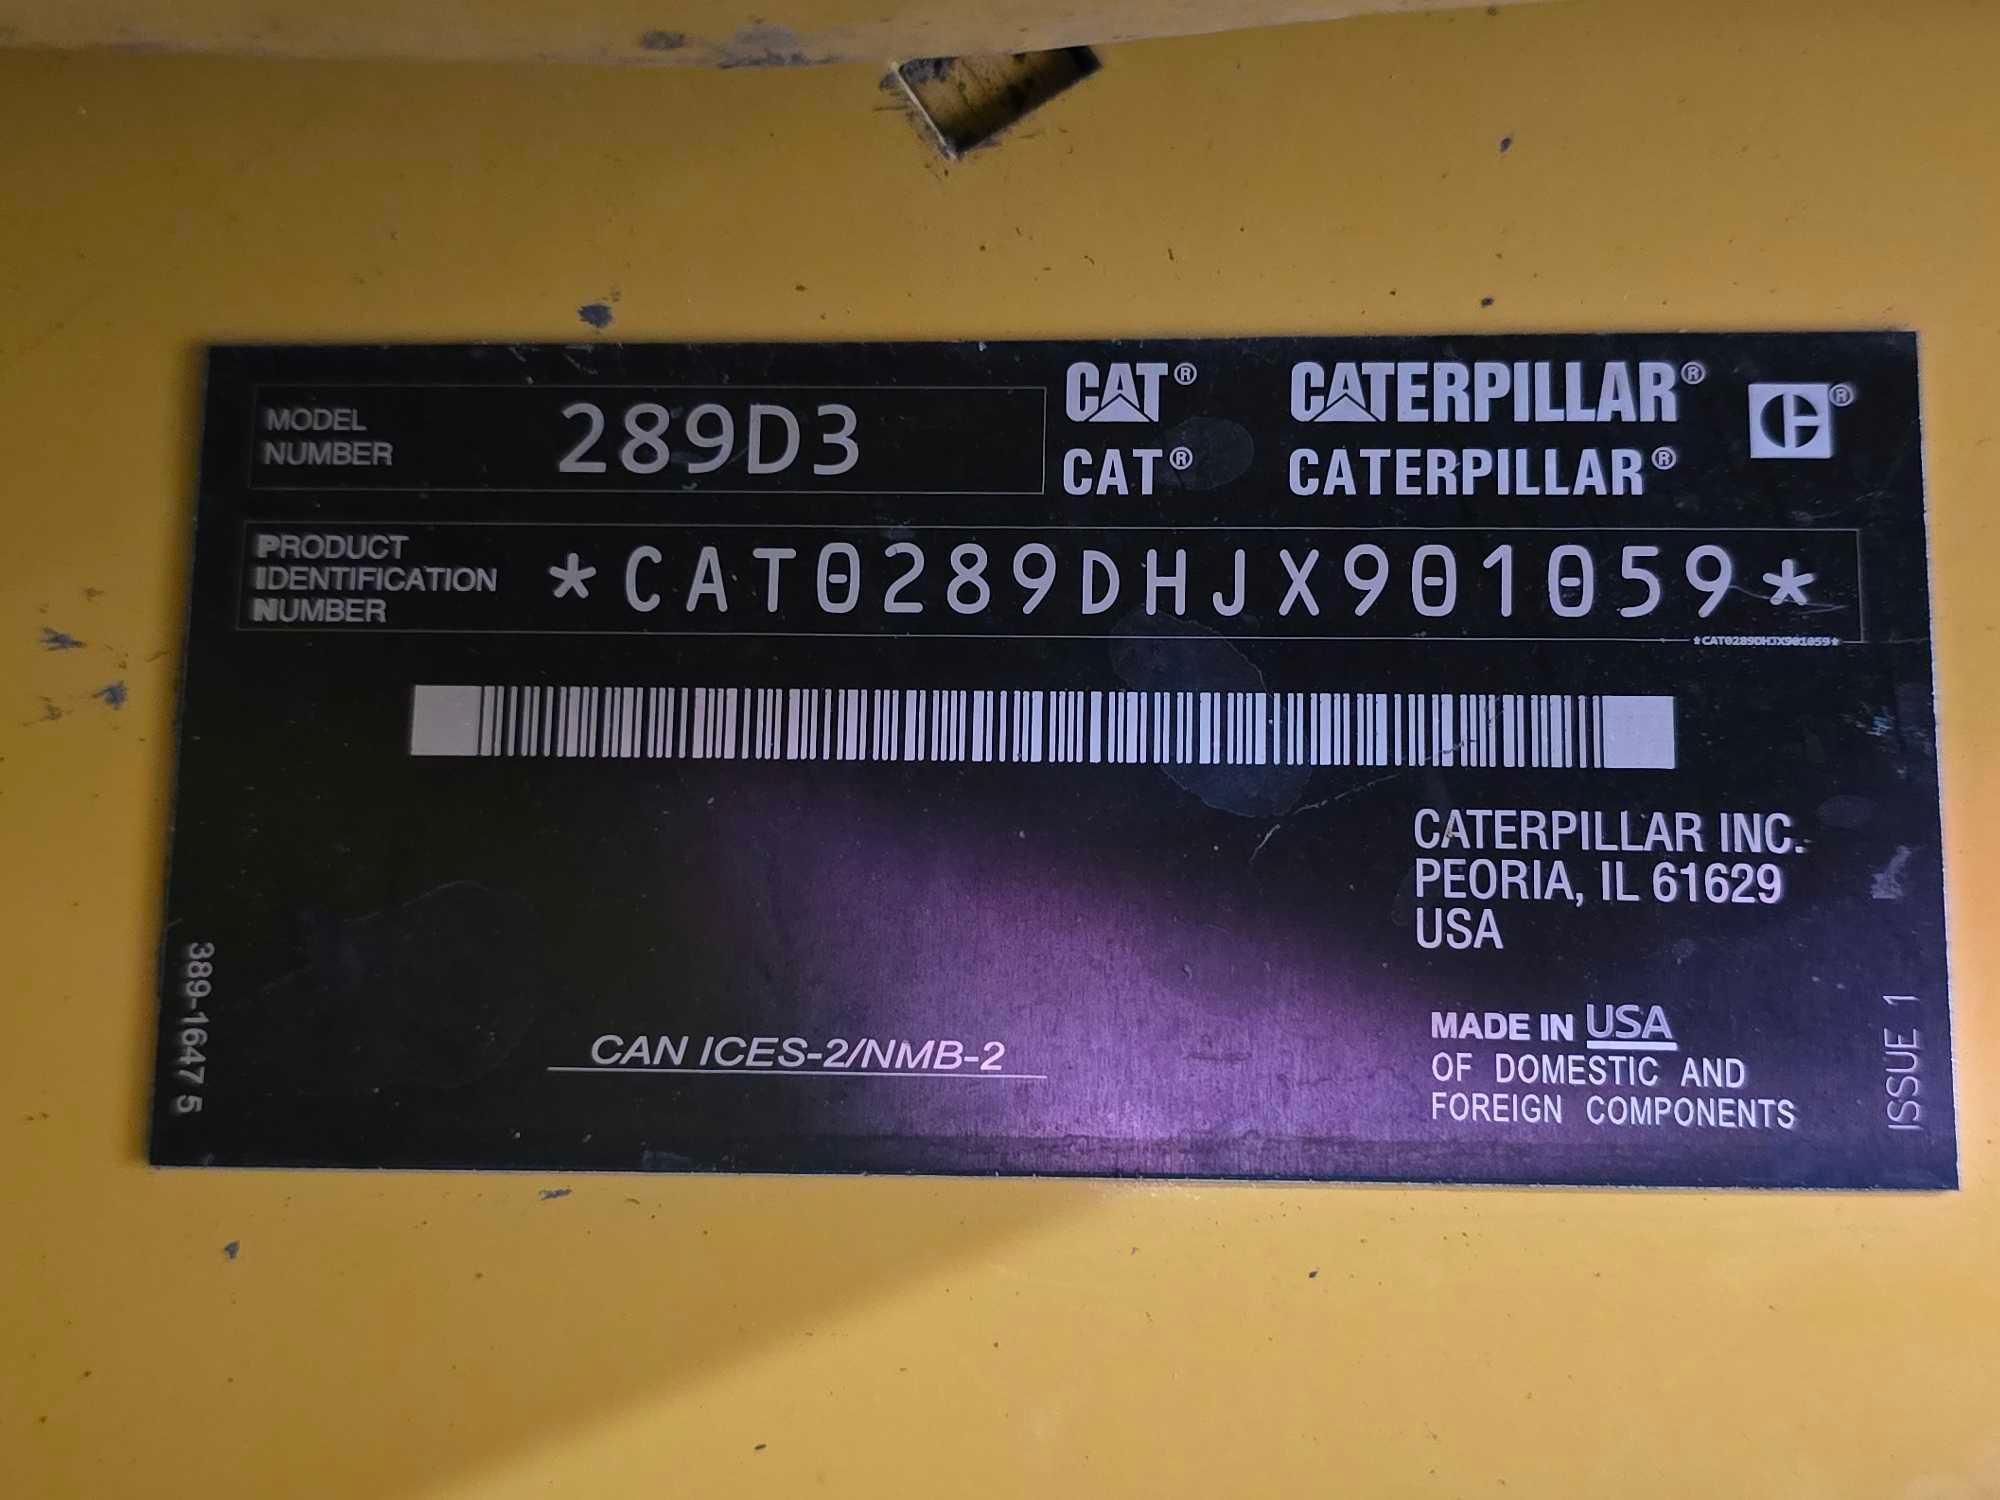 MODEL
NUMBER
289D3
CAT® CATERPILLAR® ®
CAT® CATERPILLAR®
PRODUCT
IDENTIFICATION
NUMBER
*CAT0289DHJX901059*
*CAT0289DHJX901059*
CATERPILLAR INC.
PEORIA, IL 61629
USA
MADE IN USA
OF DOMESTIC AND
FOREIGN COMPONENTS
CAN ICES-2/NMB-2
389-1647 5
ISSUE 1